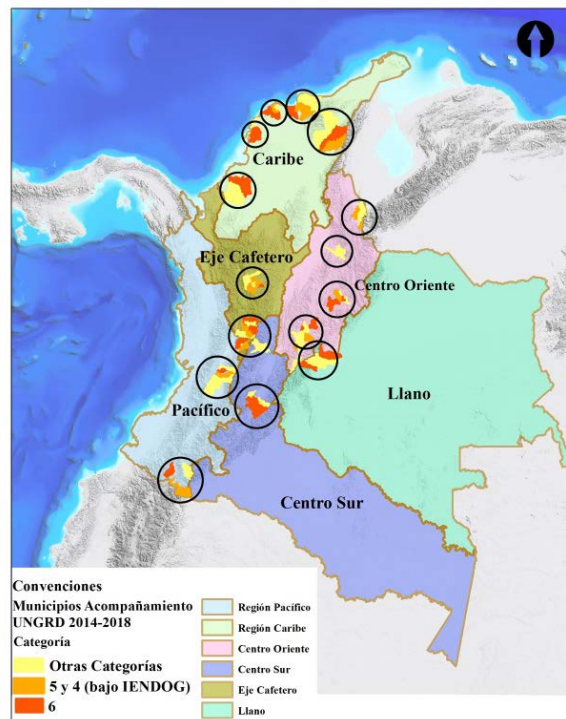 Caribe
Eje Cafetero
Centro Oriente
Llano
Pacífico
Centro Sur
Convenciones
Municipios Acompañamiento
UNGRD 2014-2018
Categoría
Otras Categorías
5 y 4 (bajo IENDOG)
6
Región Pacífico
Región Caribe
Centro Oriente
Centro Sur
Eje Cafetero
Llano